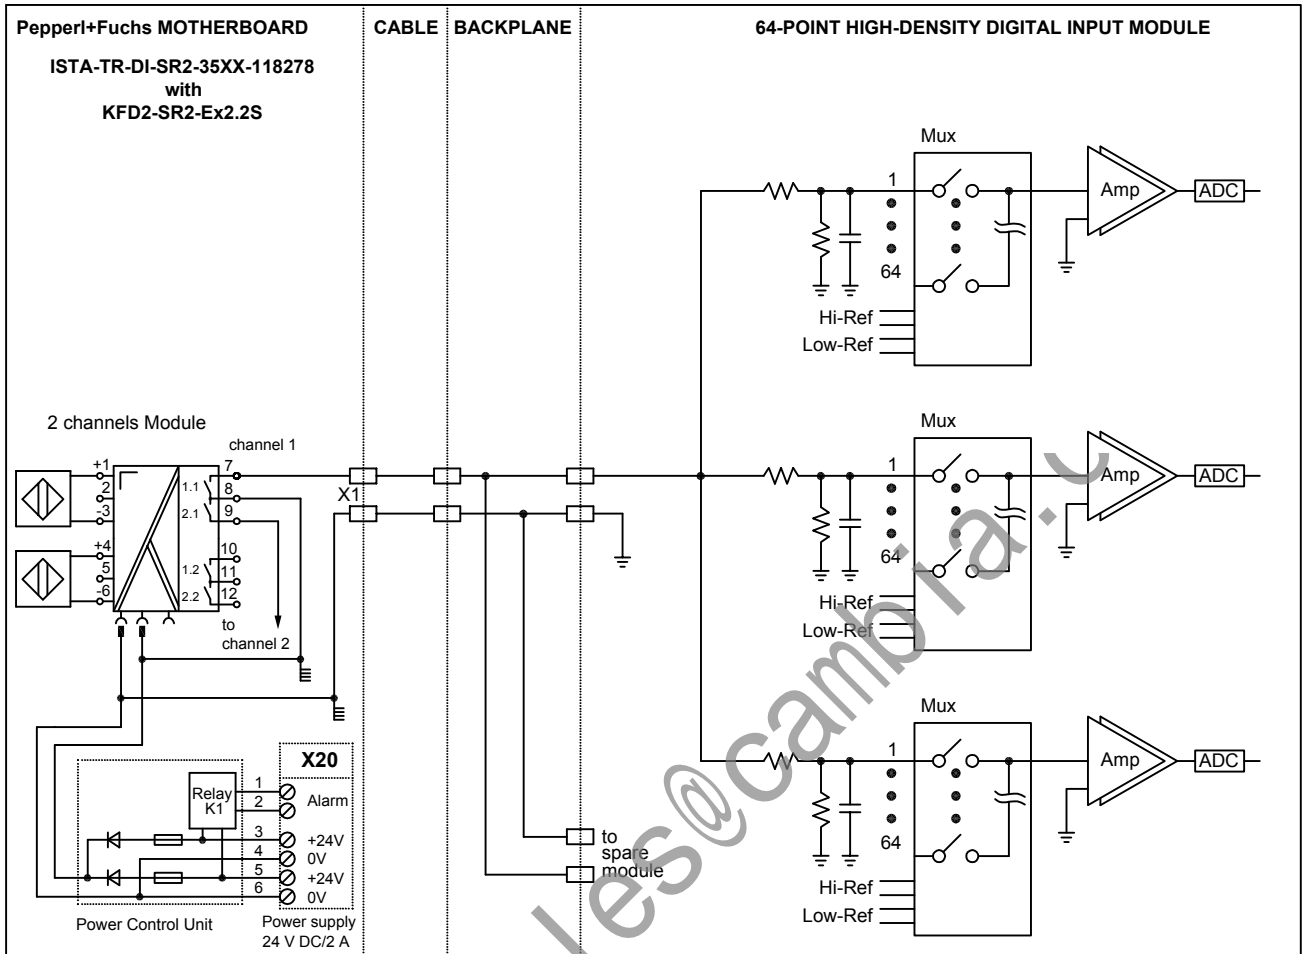 Pepperl+Fuchs MOTHERBOARD
CABLE
BACKPLANE
64-POINT HIGH-DENSITY DIGITAL INPUT MODULE
ISTA-TR-DI-SR2-35XX-118278
with
KFD2-SR2-Ex2.2S
Mux
1
64
Amp
ADC
Hi-Ref
Low-Ref
2 channels Module
channel 1
+1
2
-3
+4
5
-6
1.1
2.1
1.2
2.2
7
8
9
10
11
12
to
channel 2
X1
Mux
1
64
Amp
ADC
Hi-Ref
Low-Ref
Mux
1
64
Amp
ADC
Hi-Ref
Low-Ref
X20
Relay
K1
1
2
Alarm
3
+24V
4
0V
5
+24V
6
0V
Power Control Unit
Power supply
24 V DC/2 A
to
spare
module
les@cambia.c